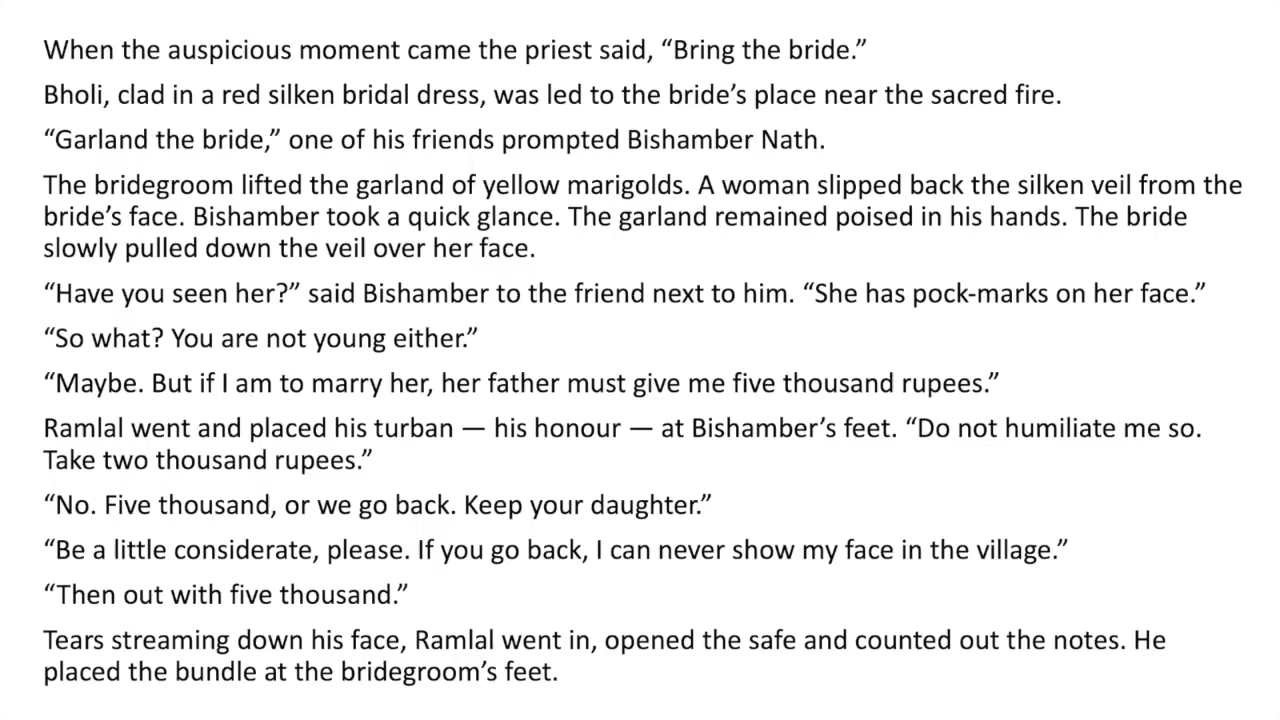 When the auspicious moment came the priest said, “Bring the bride.”
Bholi, clad in a red silken bridal dress, was led to the bride’s place near the sacred fire.
“Garland the bride,” one of his friends prompted Bishamber Nath.
The bridegroom lifted the garland of yellow marigolds. A woman slipped back the silken veil from the
bride’s face. Bishamber took a quick glance. The garland remained poised in his hands. The bride
slowly pulled down the veil over her face.
“Have you seen her?” said Bishamber to the friend next to him. “She has pock-marks on her face.”
“So what? You are not young either.”
“Maybe. But if I am to marry her, her father must give me five thousand rupees.”
Ramlal went and placed his turban — his honour — at Bishamber’s feet. “Do not humiliate me so.
Take two thousand rupees.”
“No. Five thousand, or we go back. Keep your daughter.”
“Be a little considerate, please. If you go back, I can never show my face in the village.”
“Then out with five thousand.”
Tears streaming down his face, Ramlal went in, opened the safe and counted out the notes. He
placed the bundle at the bridegroom’s feet.